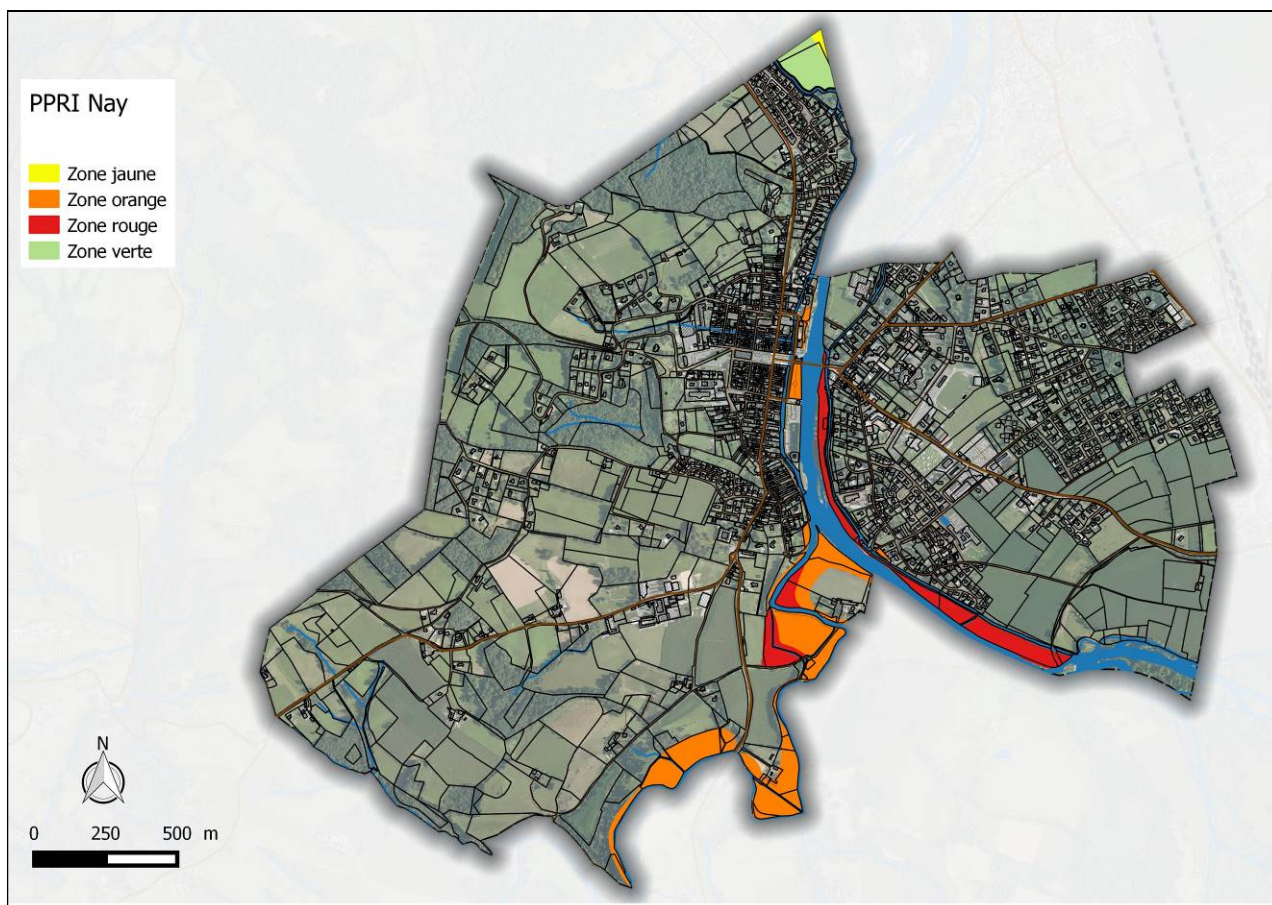 PPRI Nay
Zone jaune
Zone orange
Zone rouge
Zone verte
N
0 250 500 m